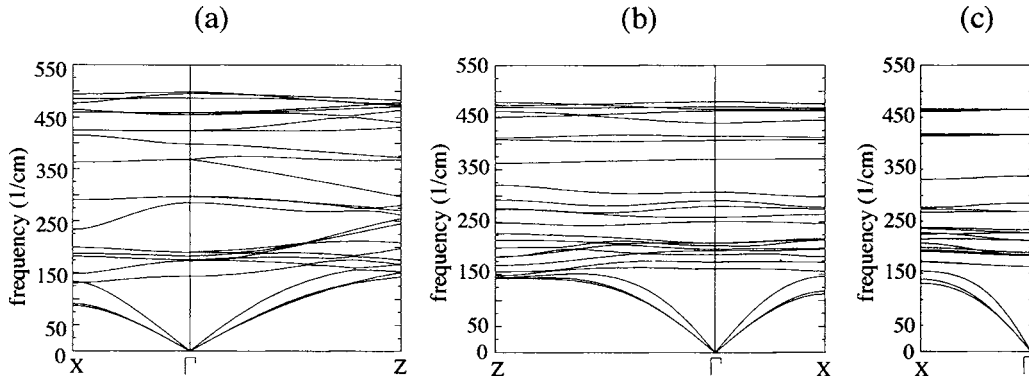 (a) (b) (c)
550 550 550
450 450 450
350 350 350
250 250 250
150 150 150
50 50 50
0 0 0
frequency (1/cm) frequency (1/cm) frequency (1/cm)
X Γ Z Z Γ X X Γ